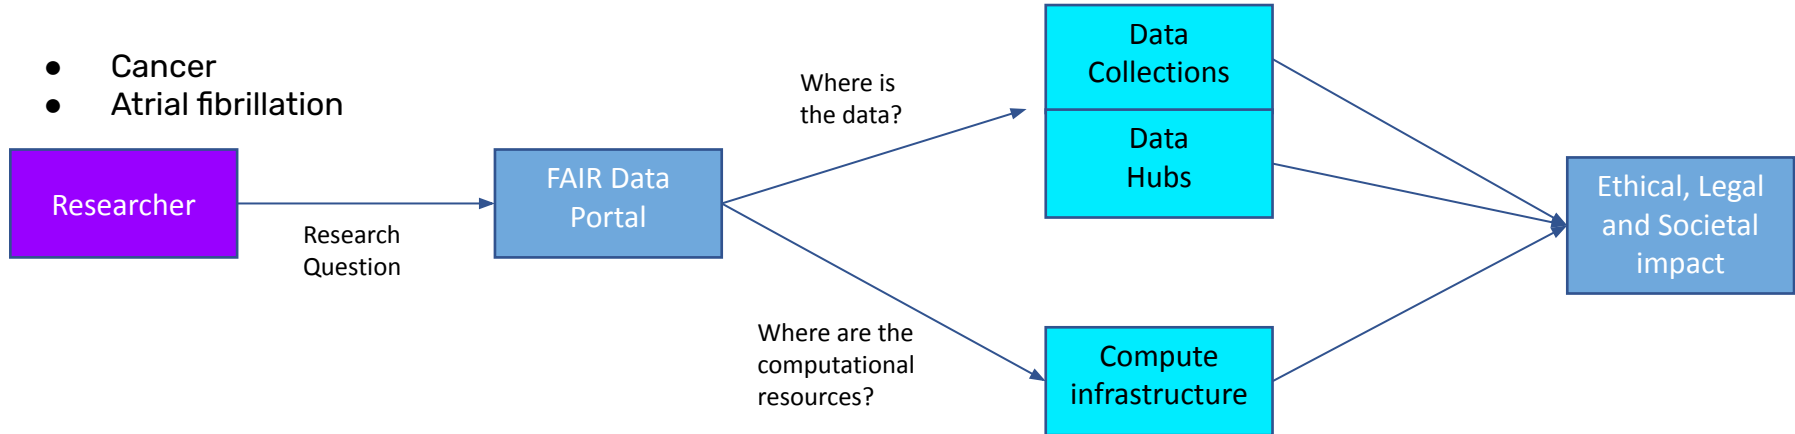 ● Cancer
● Atrial fibrillation
Researcher
Research
Question
FAIR Data
Portal
Where is
the data?
Where are the
computational
resources?
Data
Collections
Data
Hubs
Compute
infrastructure
Ethical, Legal
and Societal
impact